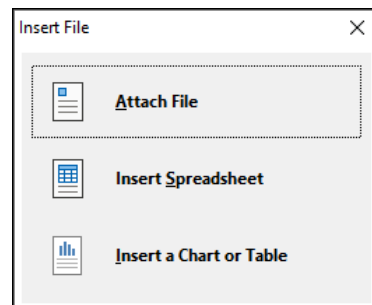 Insert File
Attach File
Insert Spreadsheet
Insert a Chart or Table